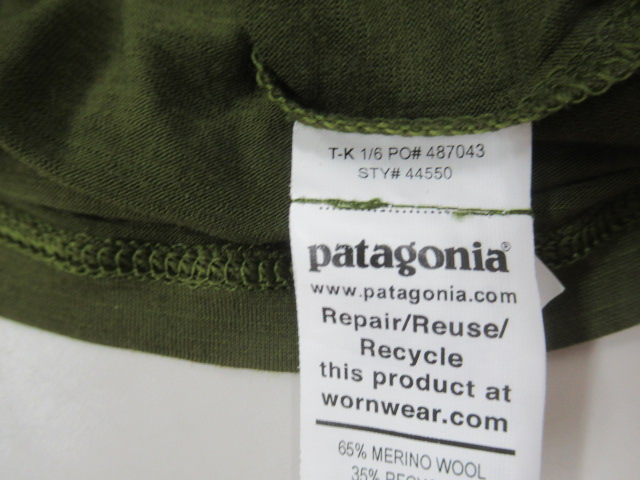 T-K 1/6 PO# 487043
STY# 44550
patagonia®
www.patagonia.com
Repair/Reuse/
Recycle
this product at
wornwear.com
65% MERINO WOOL
35%